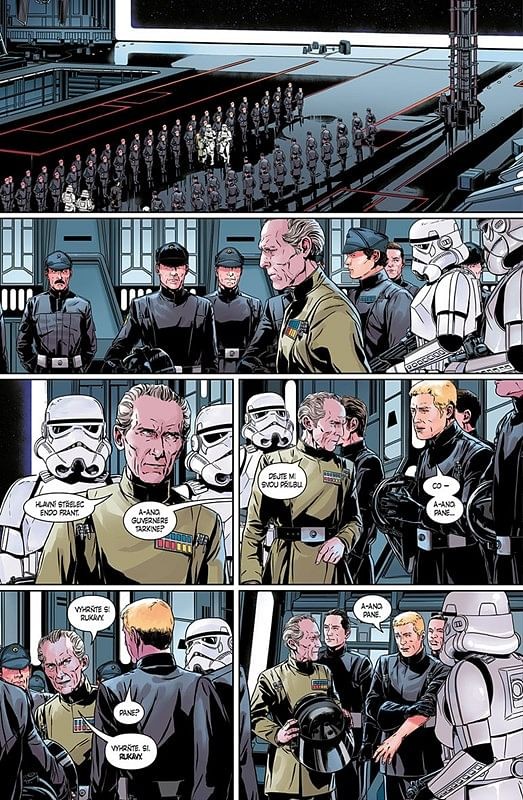 HLAVNÍ STŘELEC
ENDO FRANT.
A-ANO,
GUVERNÉRE
TARKINE?
DEJTE MI
SVOU PŘILBU.
CO –
A-ANO,
PANE...
VYHRŇTE SI
RUKÁVY.
PANE?
VYHRŇTE. SI.
RUKÁVY.
A-ANO,
PANE.